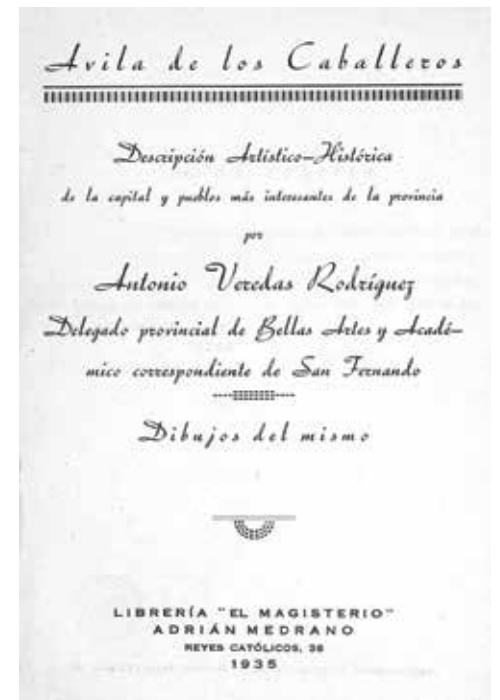 Avila de los Caballeros
Descripción Artístico-Histórica
de la capital y pueblos más interesantes de la provincia
por
Antonio Veredas Rodríguez
Delegado provincial de Bellas Artes y Acadé-
mico correspondiente de San Fernando
Dibujos del mismo
LIBRERÍA "EL MAGISTERIO"
ADRIÁN MEDRANO
REYES CATÓLICOS, 36
1935